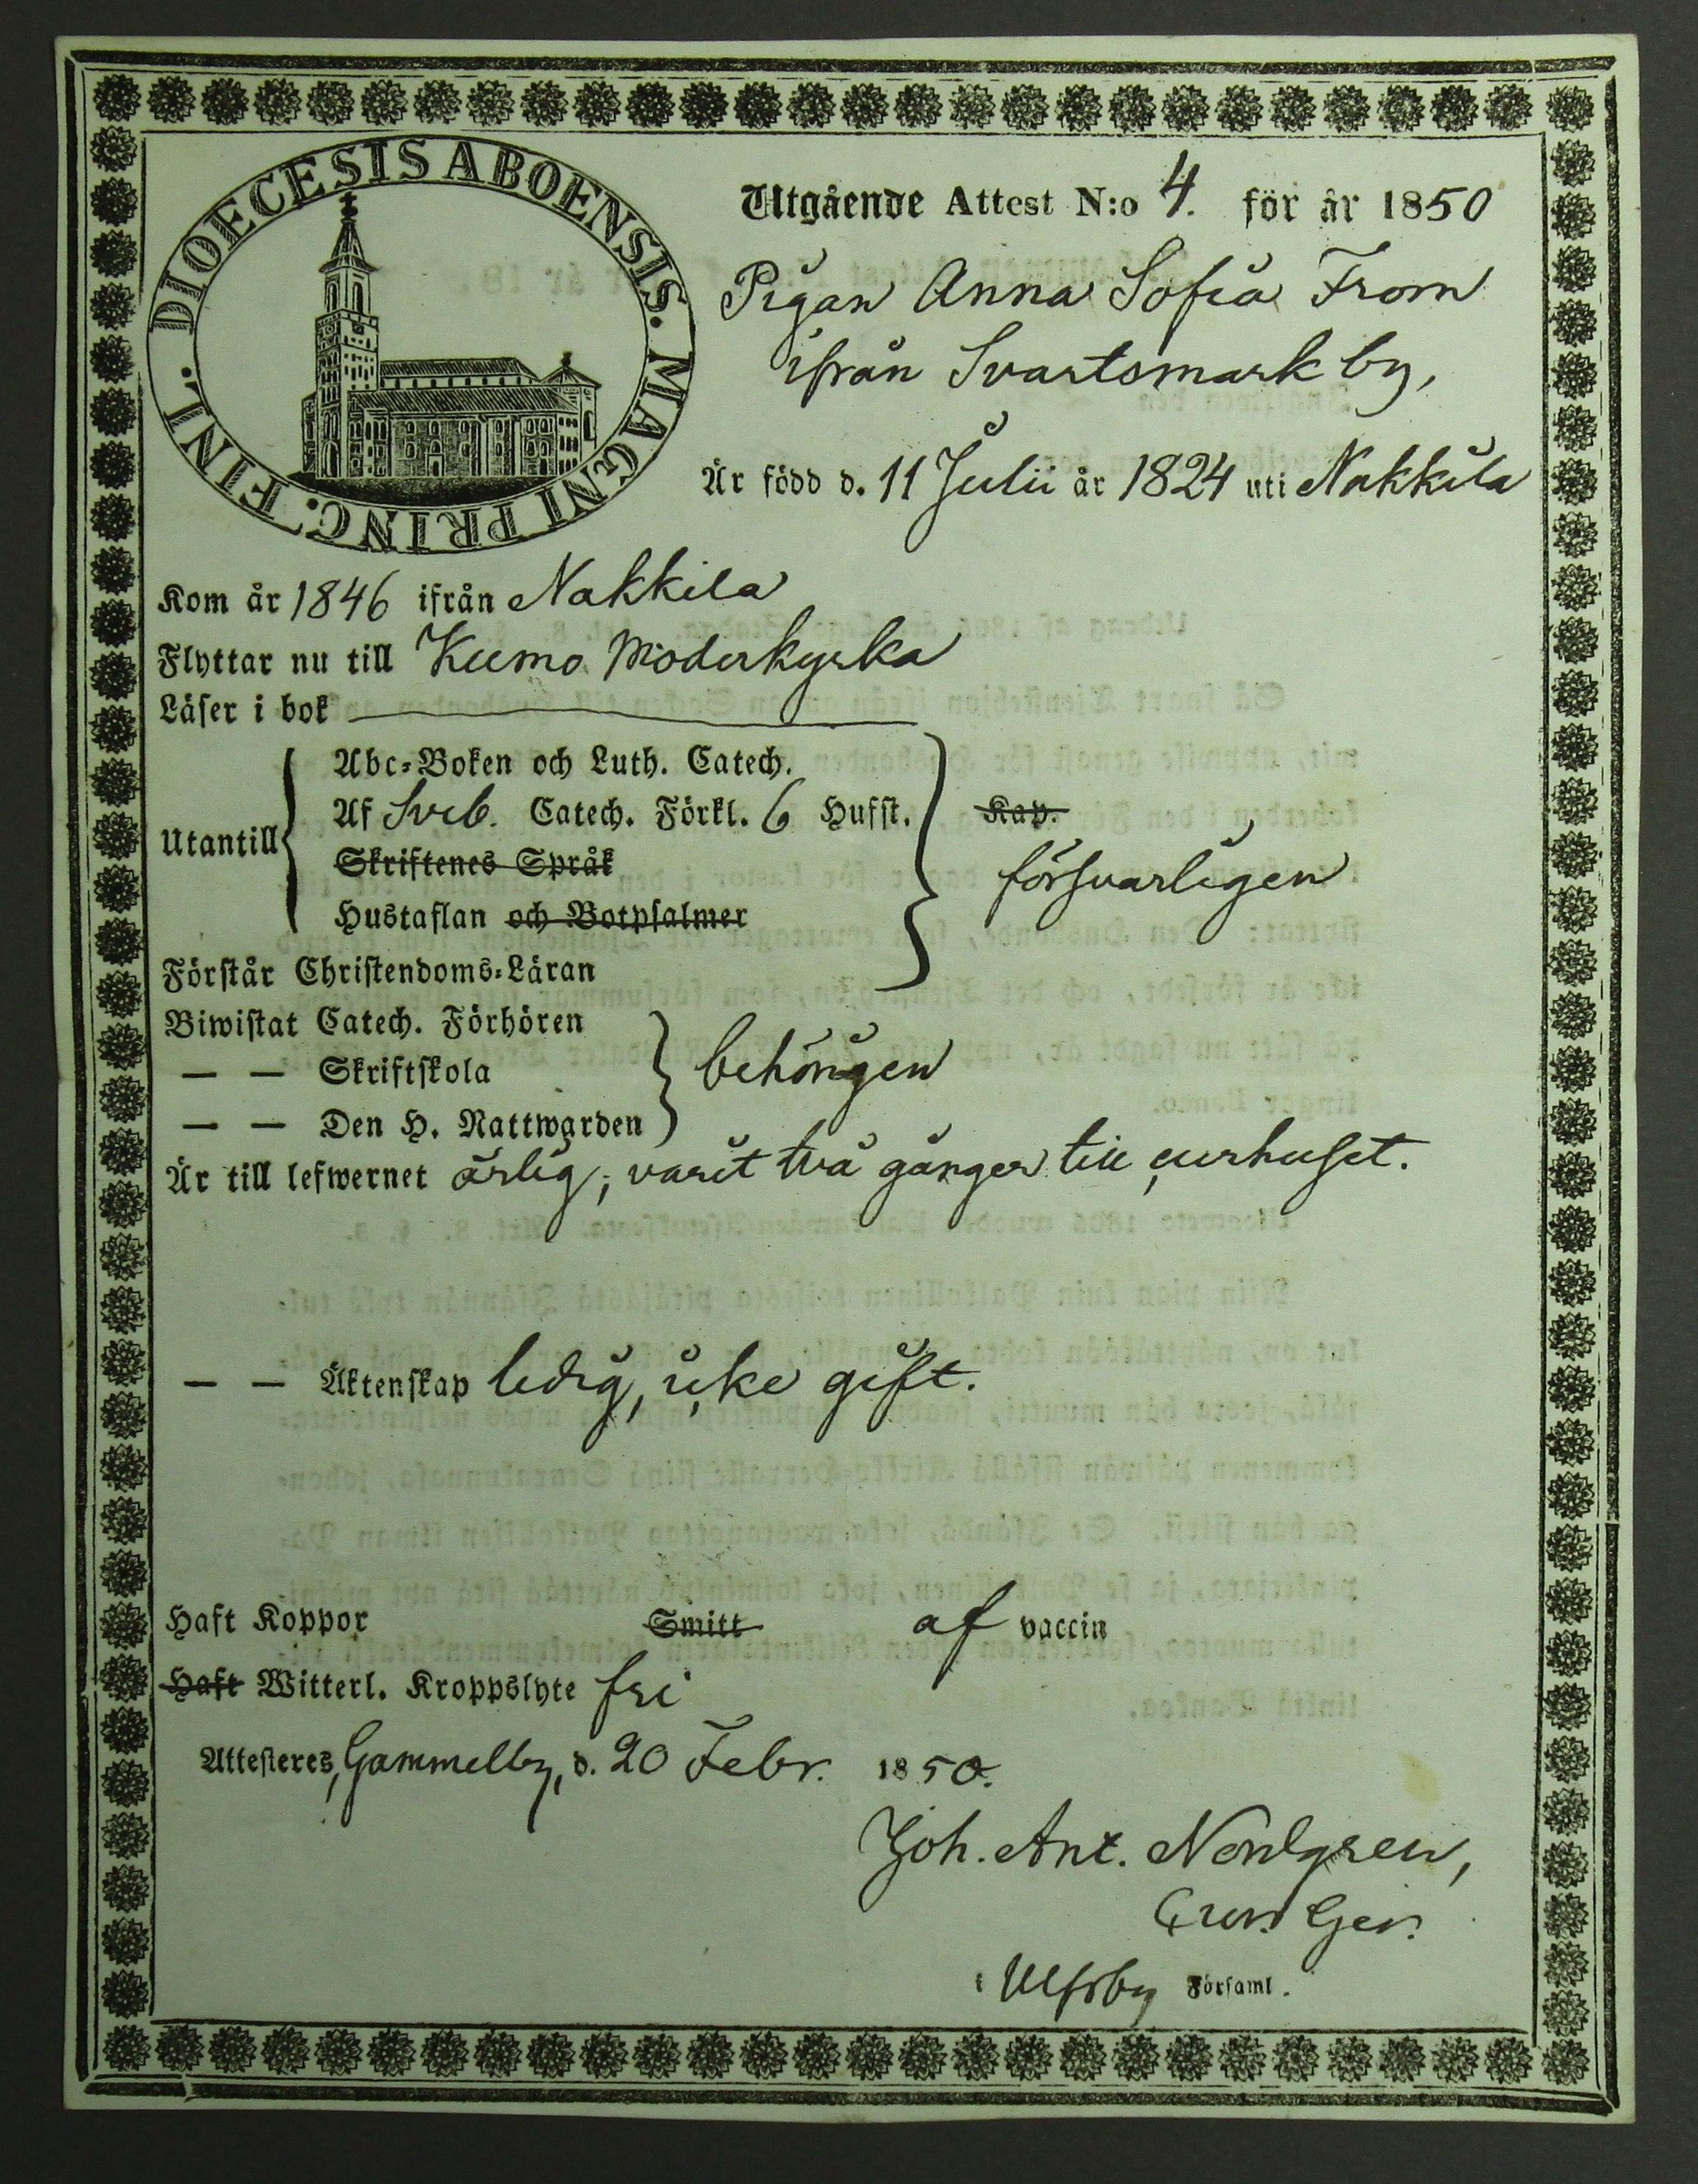 DIOECESIS ABOENSIS. MAGNI PRINC. FINL.
Utgående Attest N:o 4. för år 1850
Pigan Anna Sofia From
ifrån Svartsmark by,
Är född d. 11 Julii år 1824 uti Nakkila
Kom år 1846 ifrån Nakkila
Flyttar nu till Kumo Moderkyrka
Läser i bok
Utantill
Abc-Boken och Luth. Catech.
Af Sveb. Catech. Förkl. 6 Hufst. Kap.
Skriftenes Språk
försvarligen
Hustaflan och Botpsalmer
Förstår Christendoms-Läran
Biwistat Catech. Förhören
— — Skriftskola behörigen
— — Den H. Nattwarden
Är till lefwernet ärlig; varit två gånger till curhuset.
— — Äktenskap ledig, icke gift.
Haft Koppor Smitt af vaccin
Haft Witterl. Kroppslyte fri
Attesteres, Gammelby, d. 20 Febr. 1850.
Joh. Ant. Nordgren,
i Ulfsby Församl.